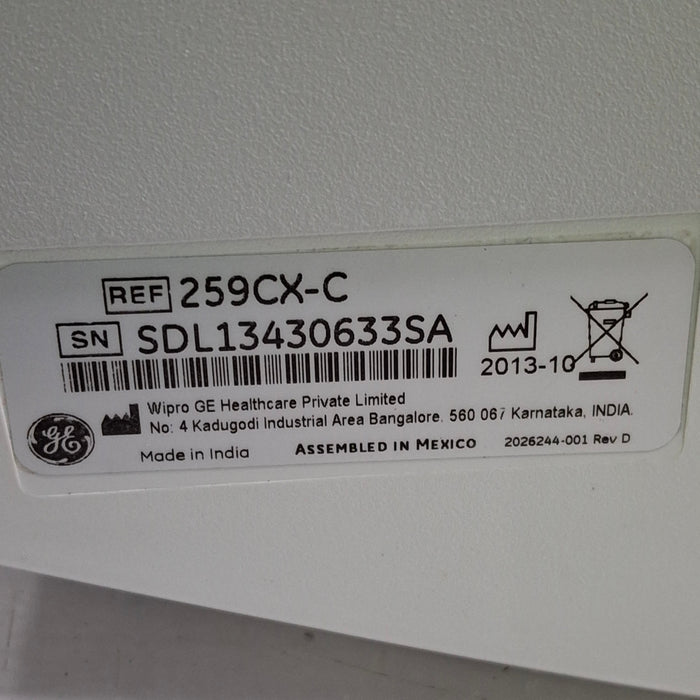 REF 259CX-C
SN SDL13430633SA
2013-10
Wipro GE Healthcare Private Limited
No: 4 Kadugodi Industrial Area Bangalore. 560 067 Karnataka, INDIA.
GE
Made in India ASSEMBLED IN MEXICO 2026244-001 Rev D